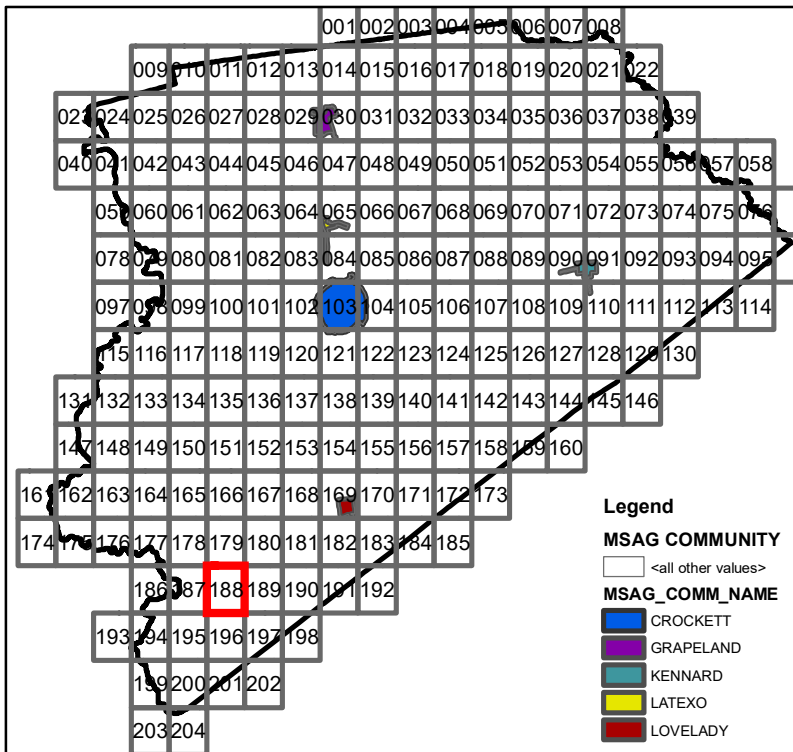 001 002 003 004 005 006 007 008
009 010 011 012 013 014 015 016 017 018 019 020 021 022
023 024 025 026 027 028 029 030 031 032 033 034 035 036 037 038 039
040 041 042 043 044 045 046 047 048 049 050 051 052 053 054 055 056 057 058
059 060 061 062 063 064 065 066 067 068 069 070 071 072 073 074 075 076
078 079 080 081 082 083 084 085 086 087 088 089 090 091 092 093 094 095
097 098 099 100 101 102 103 104 105 106 107 108 109 110 111 112 113 114
115 116 117 118 119 120 121 122 123 124 125 126 127 128 129 130
131 132 133 134 135 136 137 138 139 140 141 142 143 144 145 146
147 148 149 150 151 152 153 154 155 156 157 158 159 160
161 162 163 164 165 166 167 168 169 170 171 172 173
174 175 176 177 178 179 180 181 182 183 184 185
186 187 188 189 190 191 192
193 194 195 196 197 198
199 200 201 202
203 204
Legend
MSAG COMMUNITY
<all other values>
MSAG_COMM_NAME
CROCKETT
GRAPELAND
KENNARD
LATEXO
LOVELADY